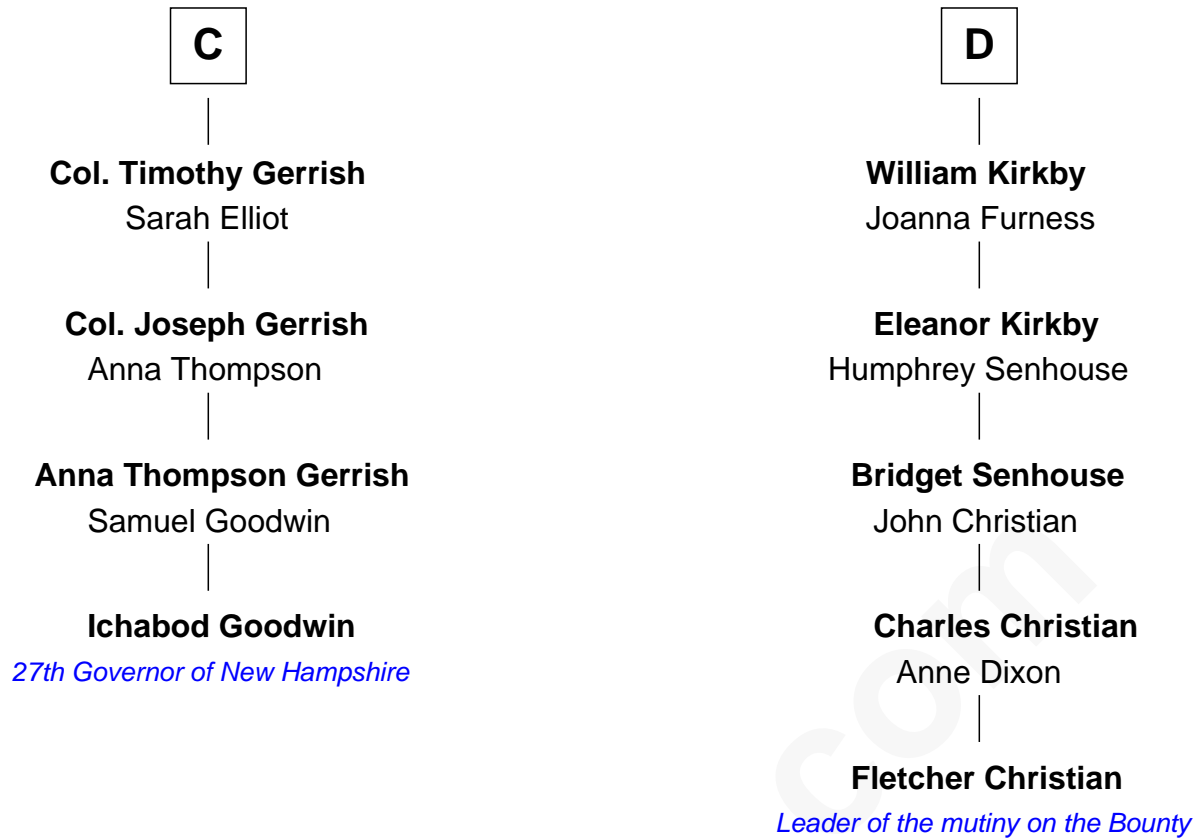 C
Col. Timothy Gerrish
Sarah Elliot
Col. Joseph Gerrish
Anna Thompson
Anna Thompson Gerrish
Samuel Goodwin
Ichabod Goodwin
27th Governor of New Hampshire
D
William Kirkby
Joanna Furness
Eleanor Kirkby
Humphrey Senhouse
Bridget Senhouse
John Christian
Charles Christian
Anne Dixon
Fletcher Christian
Leader of the mutiny on the Bounty
com